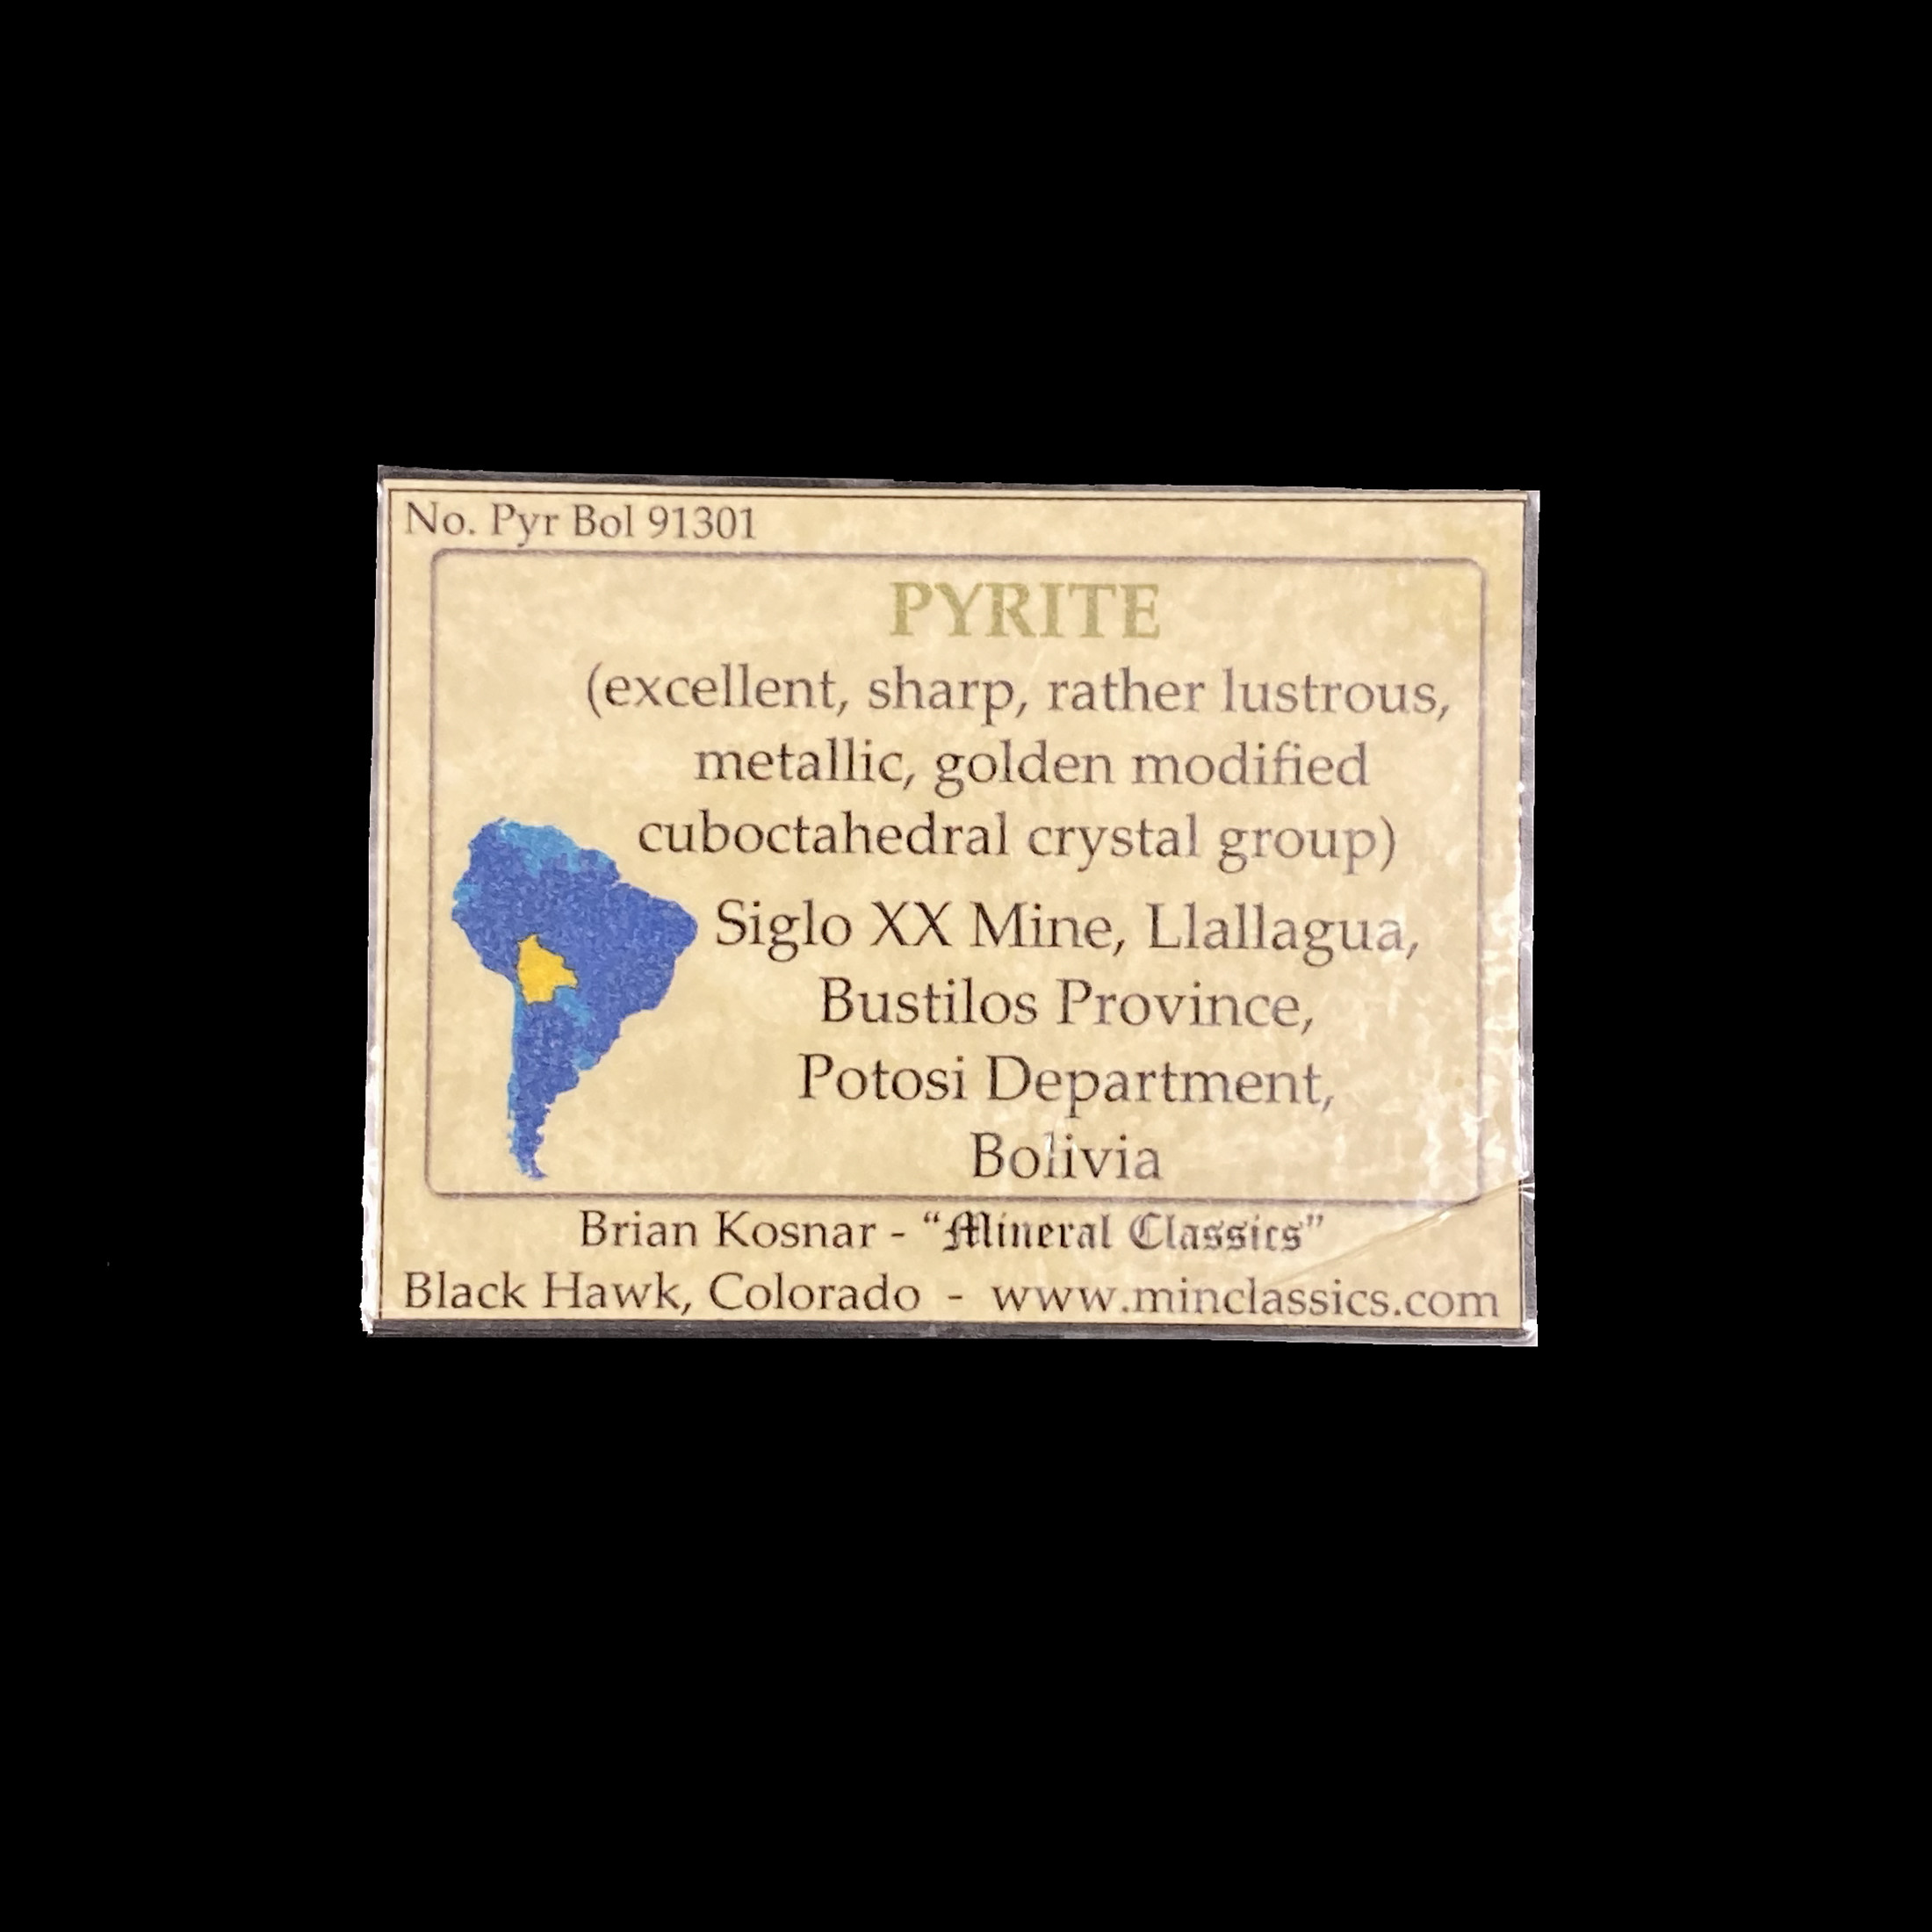 No. Pyr Bol 91301
PYRITE
(excellent, sharp, rather lustrous,
metallic, golden modified
cuboctahedral crystal group)
Siglo XX Mine, Llallagua,
Bustilos Province,
Potosi Department,
Bolivia
Brian Kosnar - “Mineral Classics”
Black Hawk, Colorado - www.minclassics.com